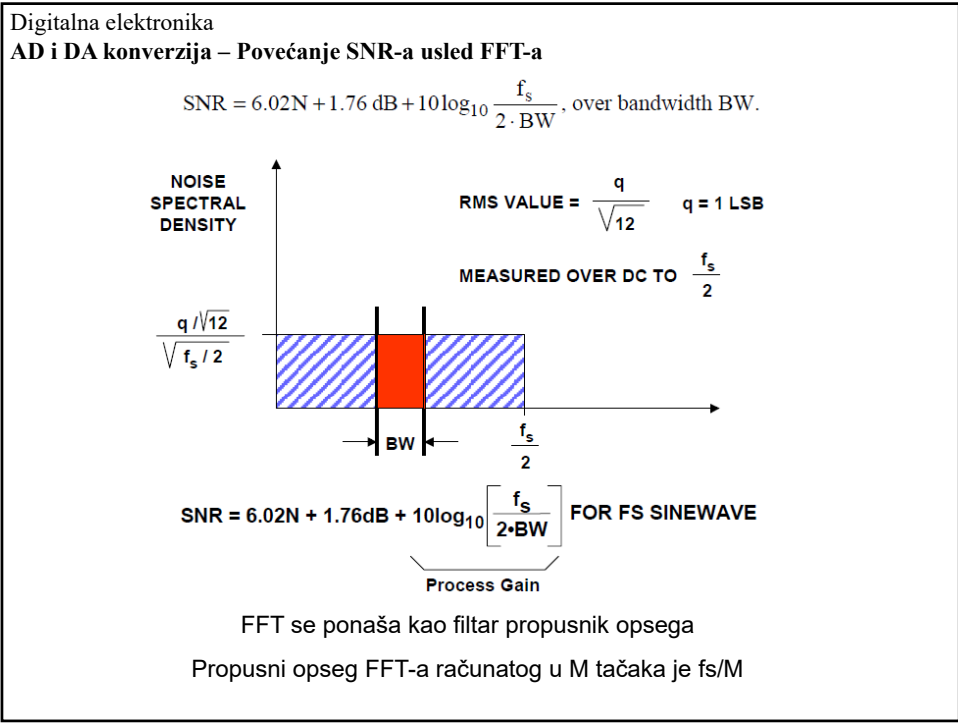 Digitalna elektronika
AD i DA konverzija – Povećanje SNR-a usled FFT-a
SNR = 6.02N + 1.76 dB + 10 log₁₀ fₛ / 2 · BW, over bandwidth BW.
NOISE
SPECTRAL
DENSITY
RMS VALUE = q / √12   q = 1 LSB
MEASURED OVER DC TO fₛ / 2
q /√12 / √fₛ / 2
BW
fₛ / 2
SNR = 6.02N + 1.76dB + 10log₁₀[fₛ / 2•BW] FOR FS SINEWAVE
Process Gain
FFT se ponaša kao filtar propusnik opsega
Propusni opseg FFT-a računatog u M tačaka je fs/M